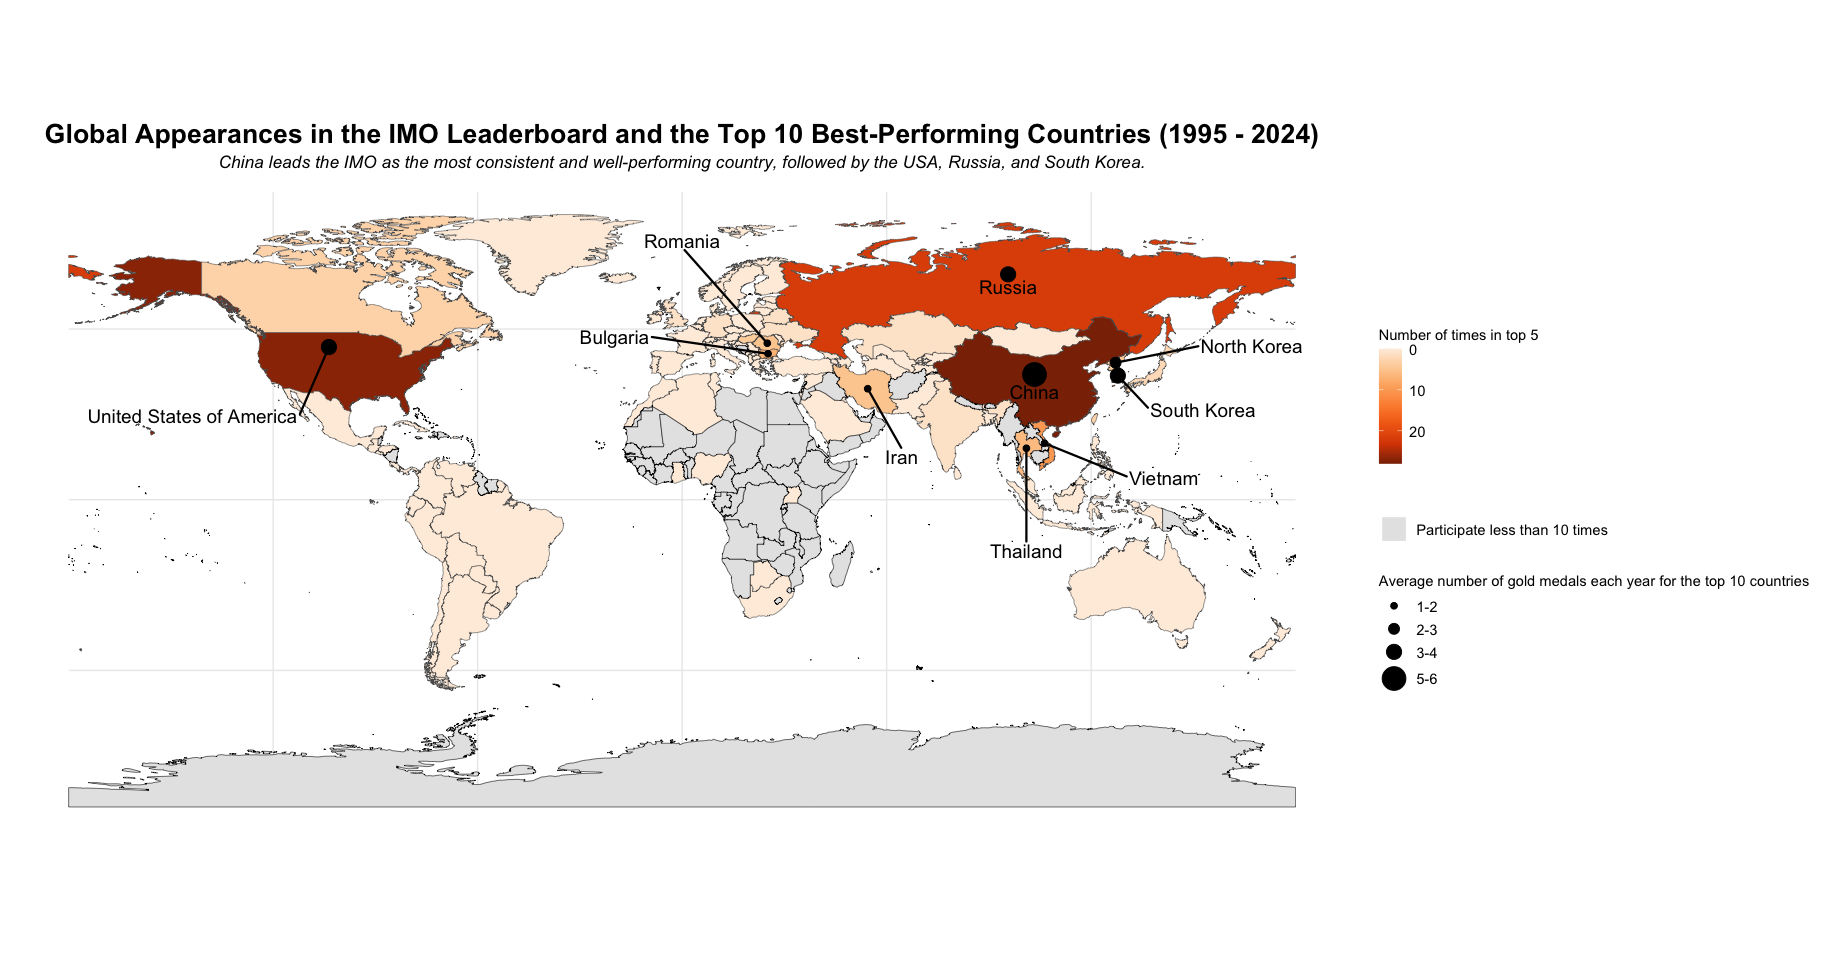 Global Appearances in the IMO Leaderboard and the Top 10 Best-Performing Countries (1995 - 2024)
China leads the IMO as the most consistent and well-performing country, followed by the USA, Russia, and South Korea.
Romania
Russia
Bulgaria
North Korea
China
United States of America
South Korea
Iran
Vietnam
Thailand
Number of times in top 5
0
10
20
Participate less than 10 times
Average number of gold medals each year for the top 10 countries
1-2
2-3
3-4
5-6